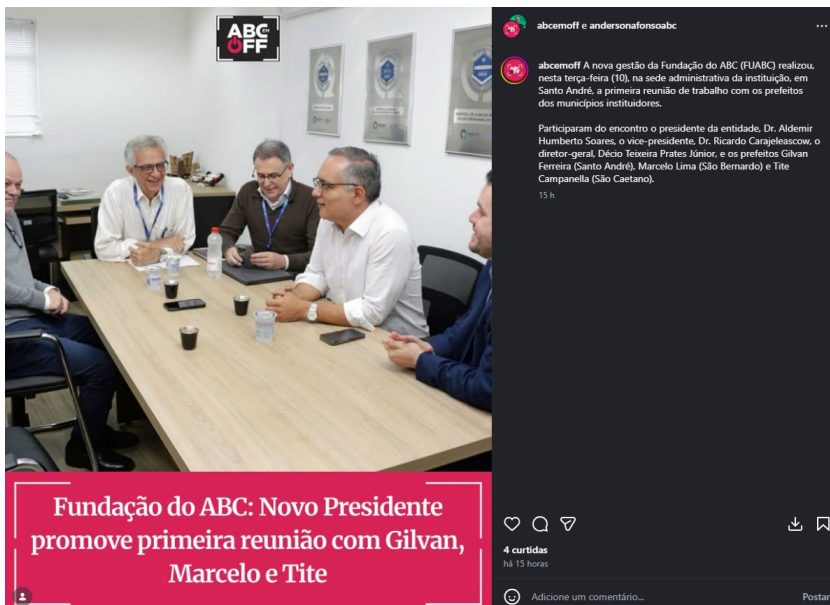 ABC EM
OFF
Fundação do ABC: Novo Presidente
promove primeira reunião com Gilvan,
Marcelo e Tite
abcemoff e andersonafonsoabc
abcemoff A nova gestão da Fundação do ABC (FUABC) realizou,
nesta terça-feira (10), na sede administrativa da instituição, em
Santo André, a primeira reunião de trabalho com os prefeitos
dos municípios instituidores.
Participaram do encontro o presidente da entidade, Dr. Aldemir
Humberto Soares, o vice-presidente, Dr. Ricardo Carajeleascow, o
diretor-geral, Décio Teixeira Prates Júnior, e os prefeitos Gilvan
Ferreira (Santo André), Marcelo Lima (São Bernardo) e Tite
Campanella (São Caetano).
15 h
4 curtidas
há 15 horas
Adicione um comentário...
Postar